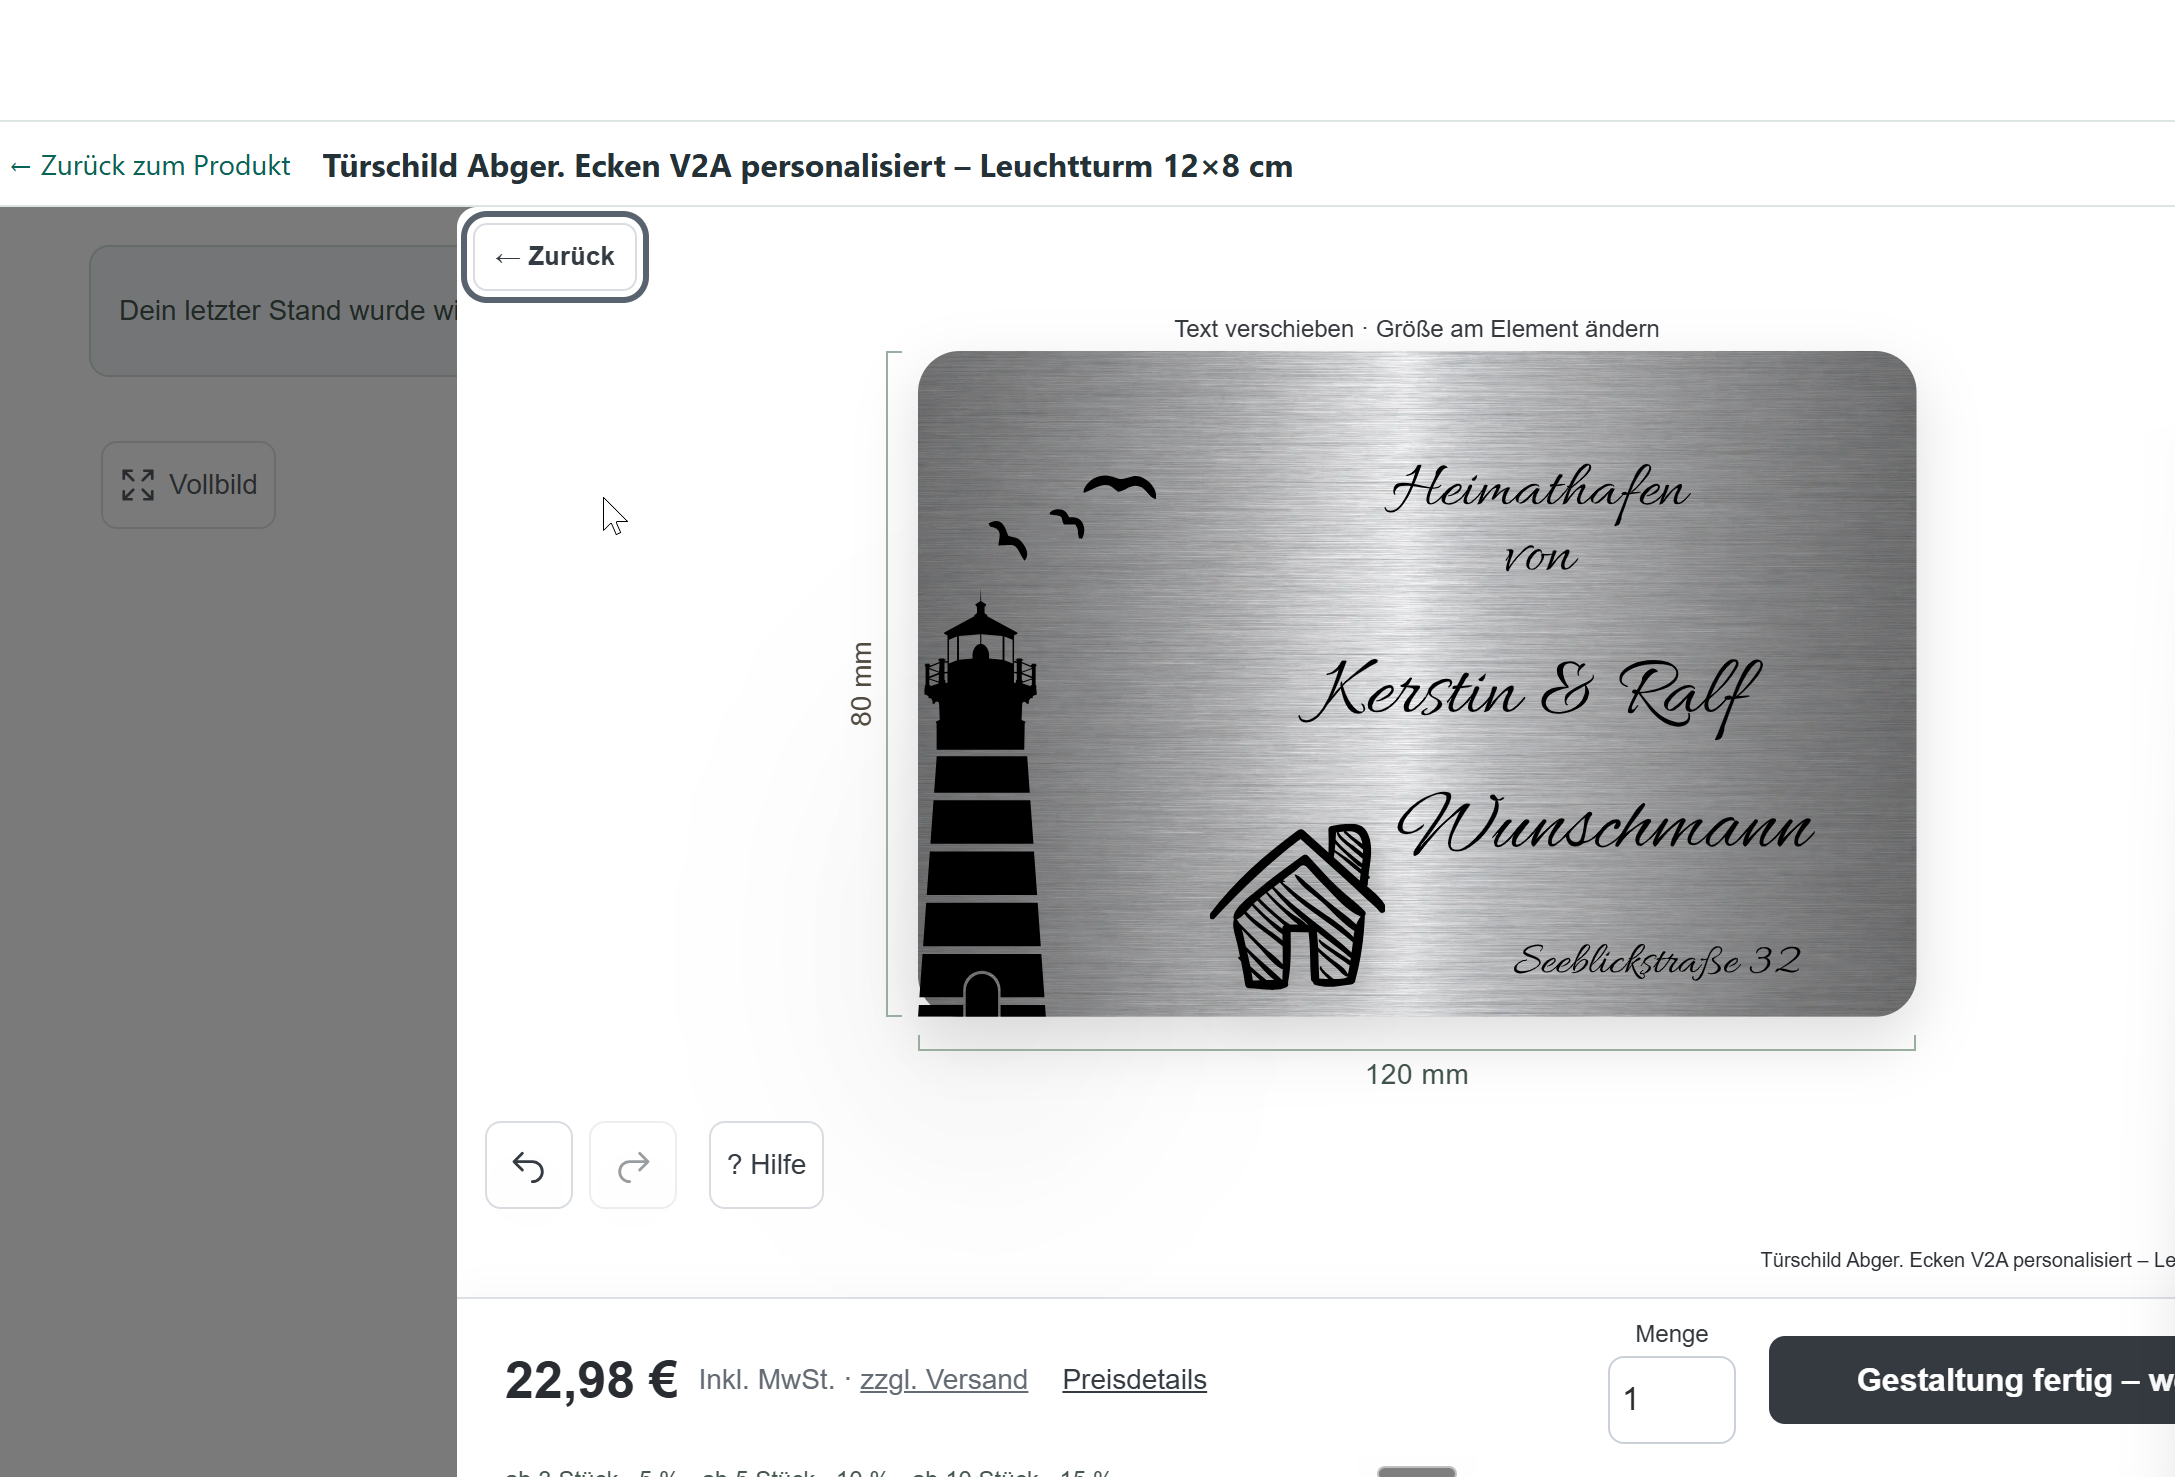 ← Zurück zum Produkt Türschild Abger. Ecken V2A personalisiert – Leuchtturm 12×8 cm
← Zurück
Dein letzter Stand wurde
Vollbild
Text verschieben · Größe am Element ändern
Heimathafen
von
Kerstin & Ralf
Wunschmann
Seeblickstraße 32
80 mm
120 mm
? Hilfe
Türschild Abger. Ecken V2A personalisiert –
22,98 € Inkl. MwSt. · zzgl. Versand Preisdetails
Menge
1
Gestaltung fertig –